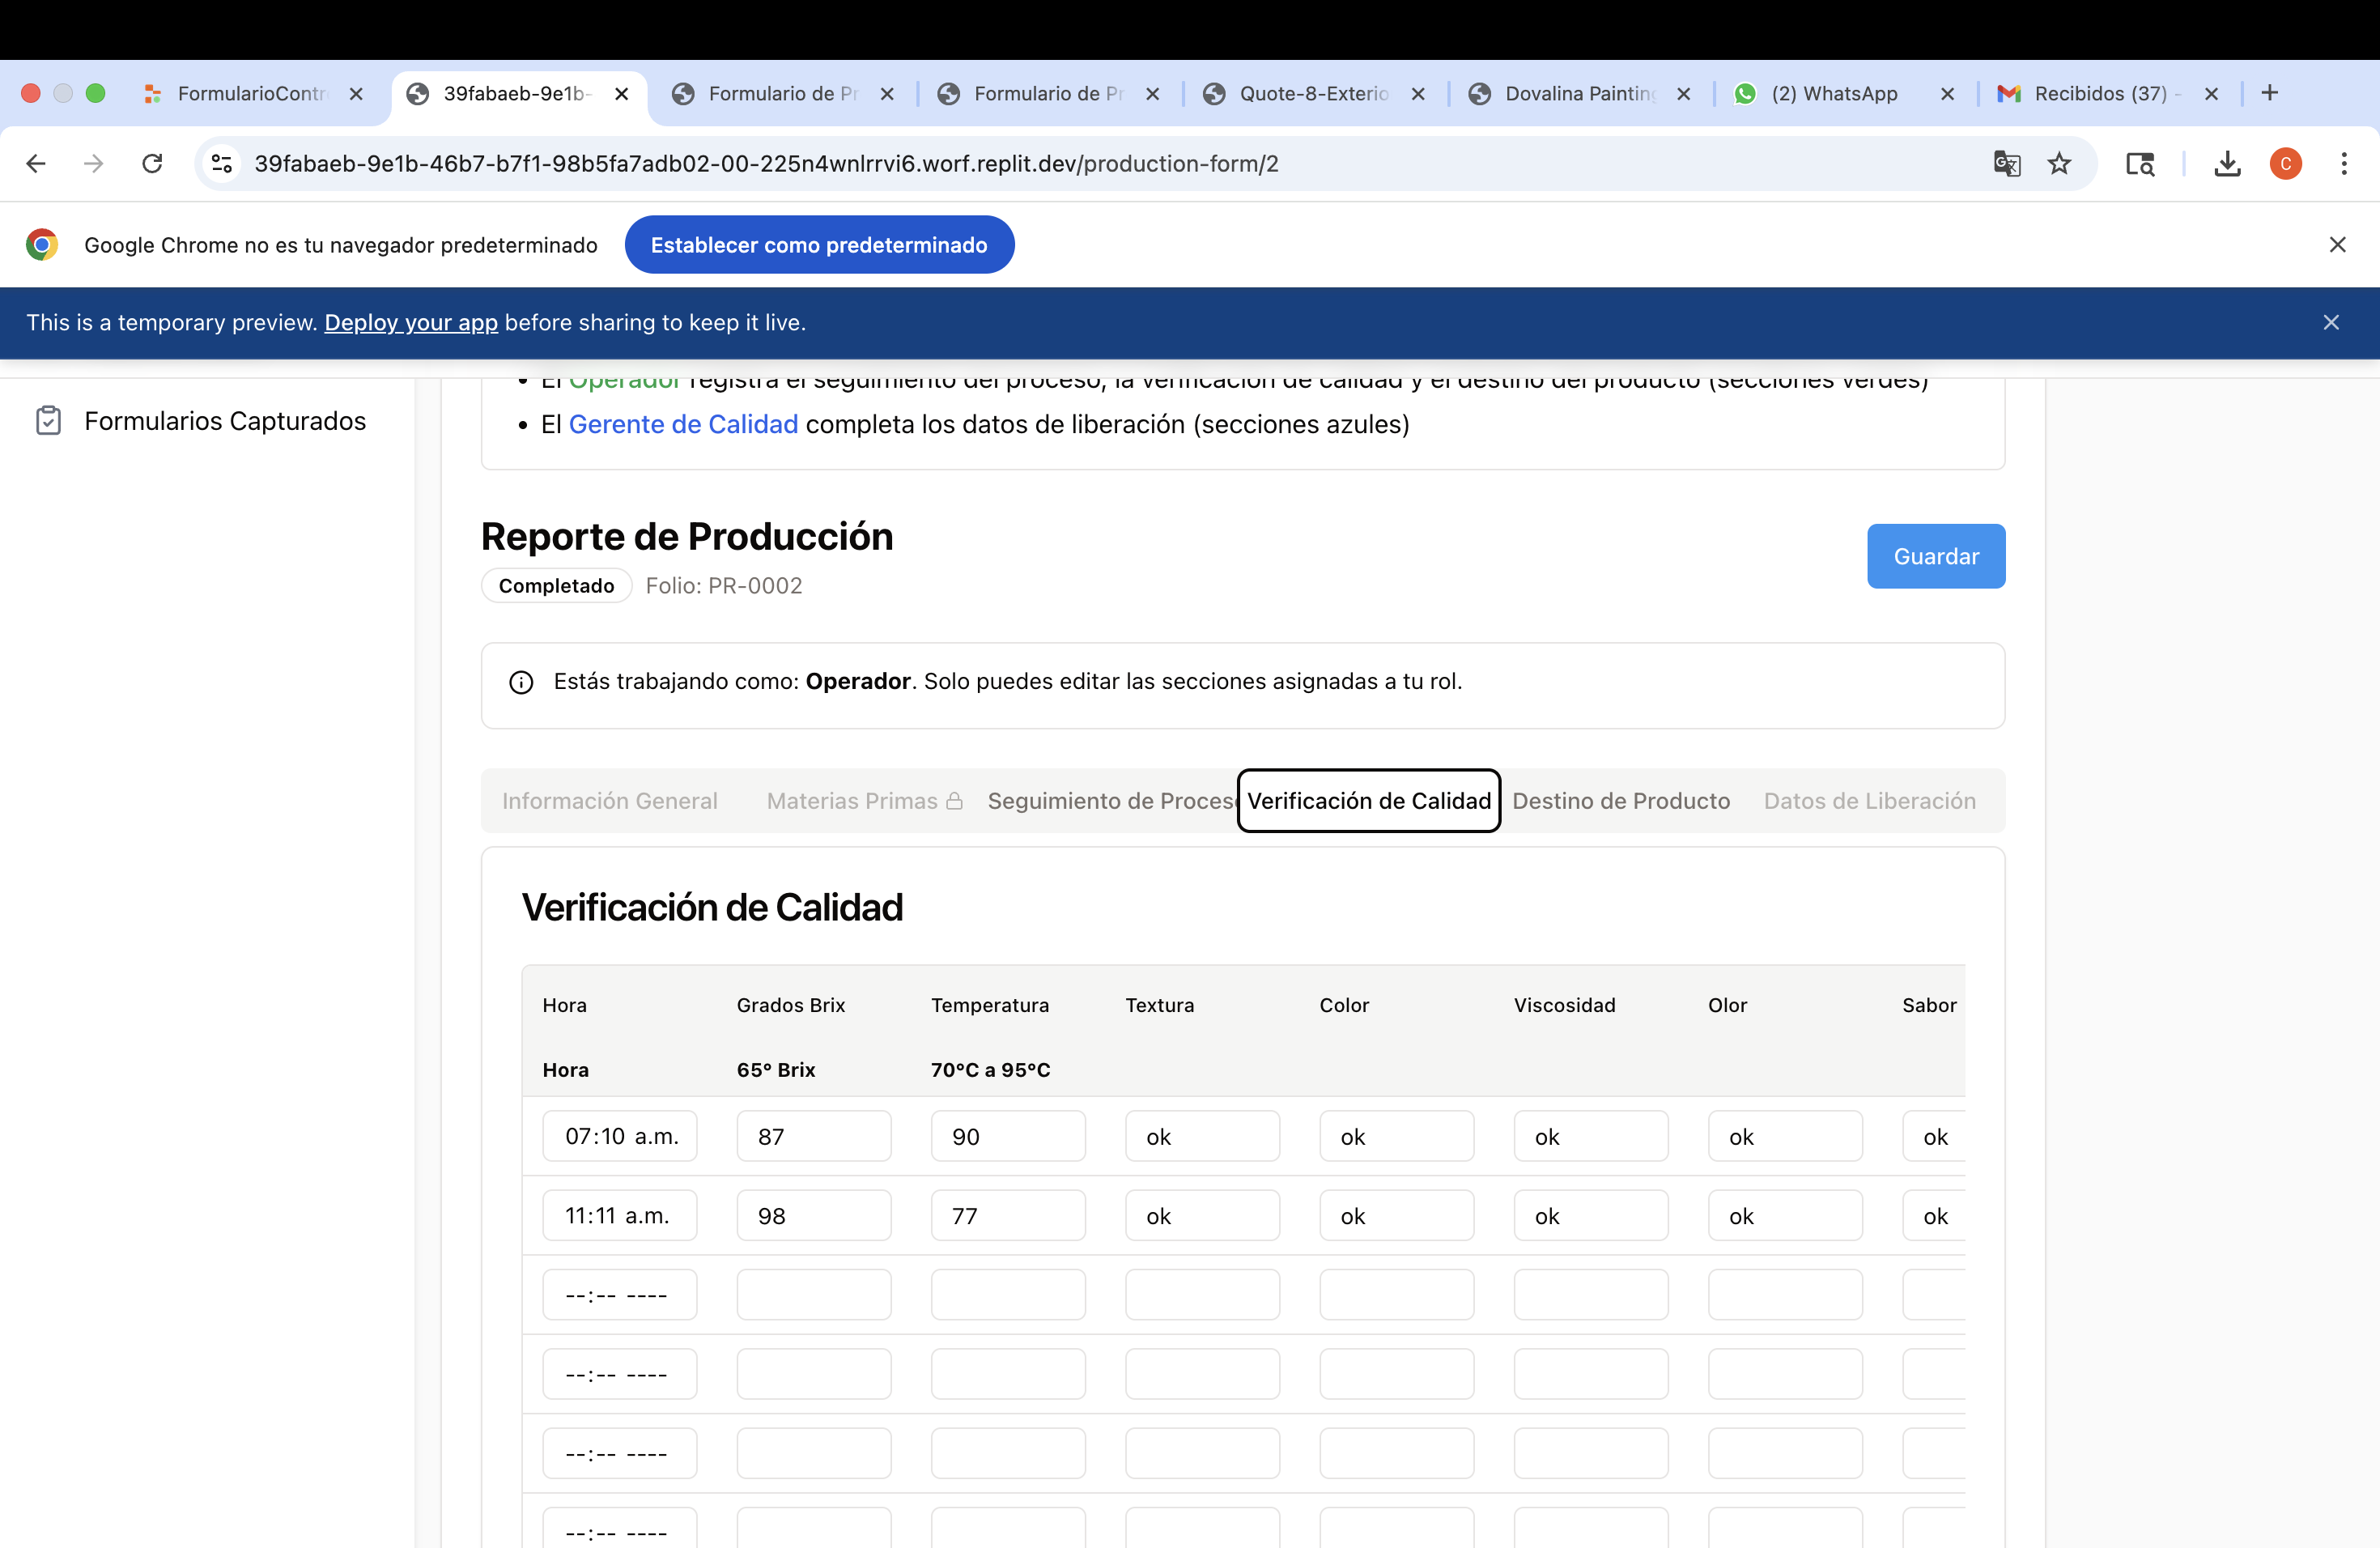 FormularioContr
39fabaeb-9e1b-
Formulario de Pr
Formulario de Pr
Quote-8-Exterio
Dovalina Painting
(2) WhatsApp
Recibidos (37) -
39fabaeb-9e1b-46b7-b7f1-98b5fa7adb02-00-225n4wnlrrvi6.worf.replit.dev/production-form/2
C
Google Chrome no es tu navegador predeterminado
Establecer como predeterminado
This is a temporary preview. Deploy your app before sharing to keep it live.
Formularios Capturados
• El Operador registra el seguimiento del proceso, la verificación de calidad y el destino del producto (secciones verdes)
• El Gerente de Calidad completa los datos de liberación (secciones azules)
Reporte de Producción
Guardar
Completado Folio: PR-0002
Estás trabajando como: Operador. Solo puedes editar las secciones asignadas a tu rol.
Información General Materias Primas Seguimiento de Proceso Verificación de Calidad Destino de Producto Datos de Liberación
Verificación de Calidad
Hora Grados Brix Temperatura Textura Color Viscosidad Olor Sabor
Hora 65° Brix 70°C a 95°C
07:10 a.m. 87 90 ok ok ok ok ok
11:11 a.m. 98 77 ok ok ok ok ok
--:-- ----
--:-- ----
--:-- ----
--:-- ----